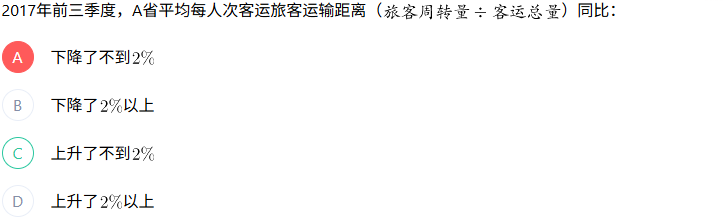 2017年前三季度，A省平均每人次客运旅客运输距离（旅客周转量÷客运总量）同比：
A 下降了不到2%
B 下降了2%以上
C 上升了不到2%
D 上升了2%以上